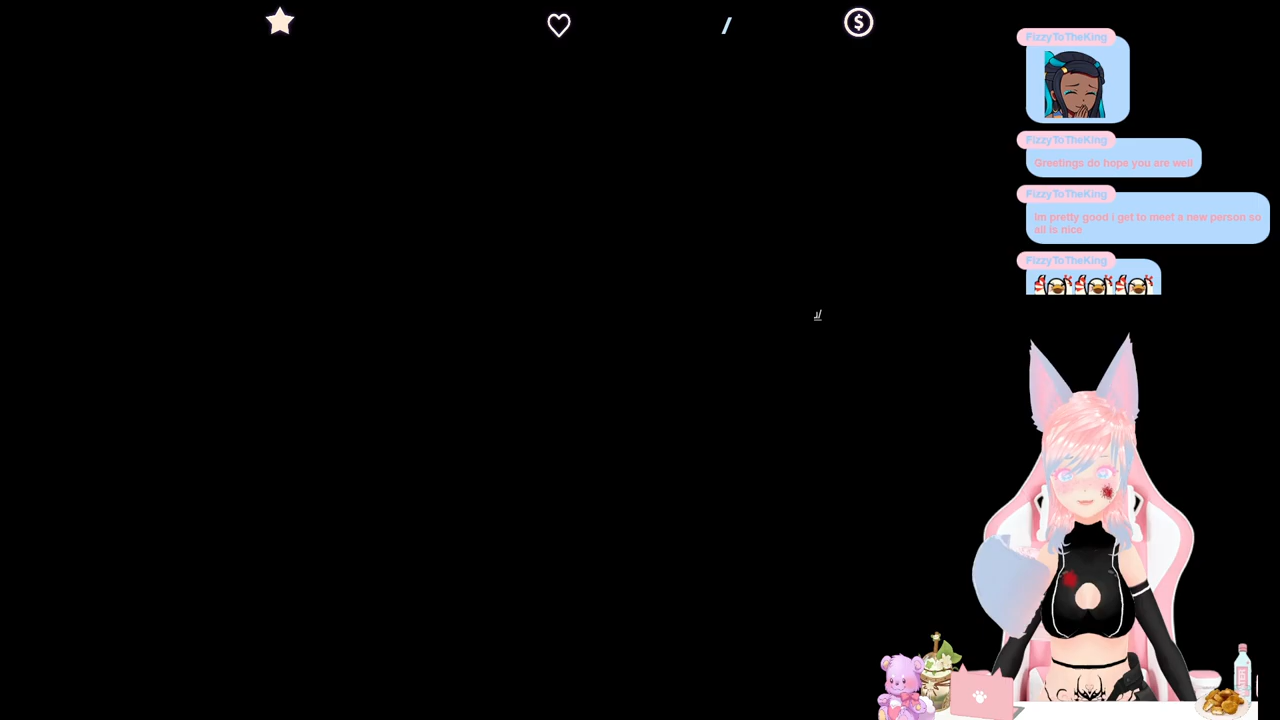 /
$
FizzyToTheKing
FizzyToTheKing
Greetings do hope you are well
FizzyToTheKing
Im pretty good i get to meet a new person so
all is nice
FizzyToTheKing